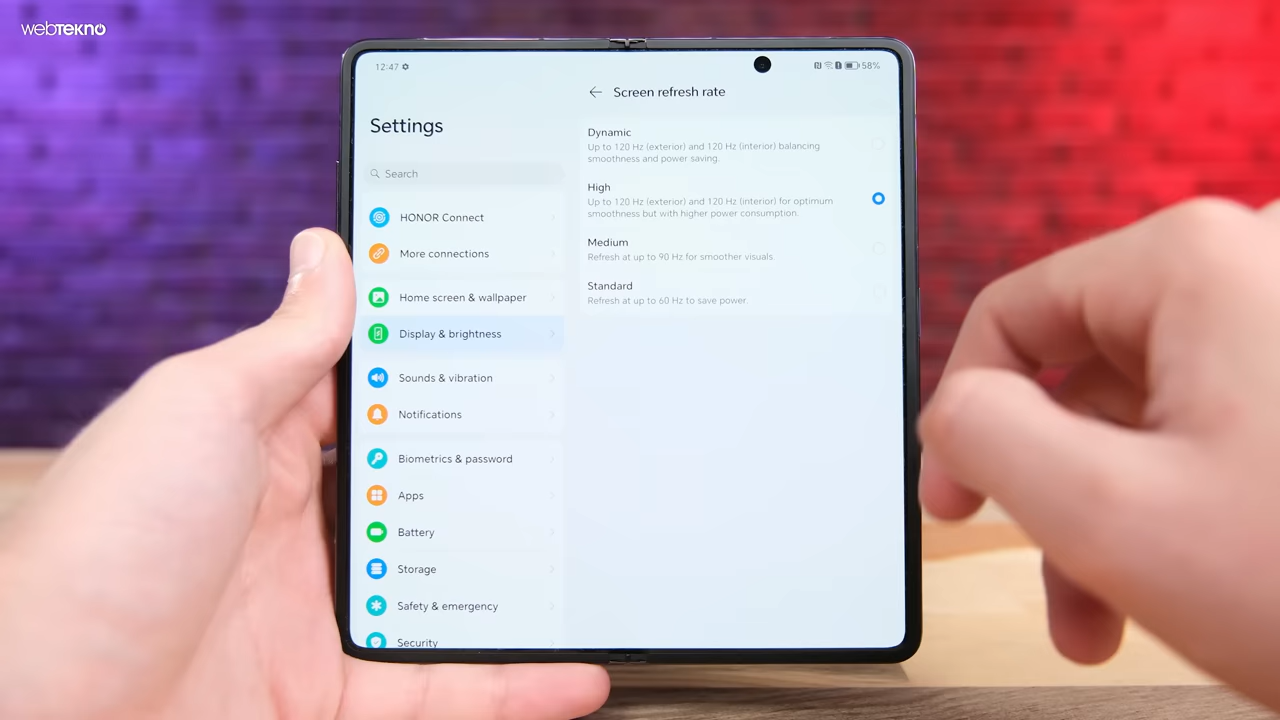 webtekno
12:47
58%
Settings
Search
HONOR Connect
More connections
Home screen & wallpaper
Display & brightness
Sounds & vibration
Notifications
Biometrics & password
Apps
Battery
Storage
Safety & emergency
Security
Screen refresh rate
Dynamic
Up to 120 Hz (exterior) and 120 Hz (interior) balancing
smoothness and power saving.
High
Up to 120 Hz (exterior) and 120 Hz (interior) for optimum
smoothness but with higher power consumption.
Medium
Refresh at up to 90 Hz for smoother visuals.
Standard
Refresh at up to 60 Hz to save power.